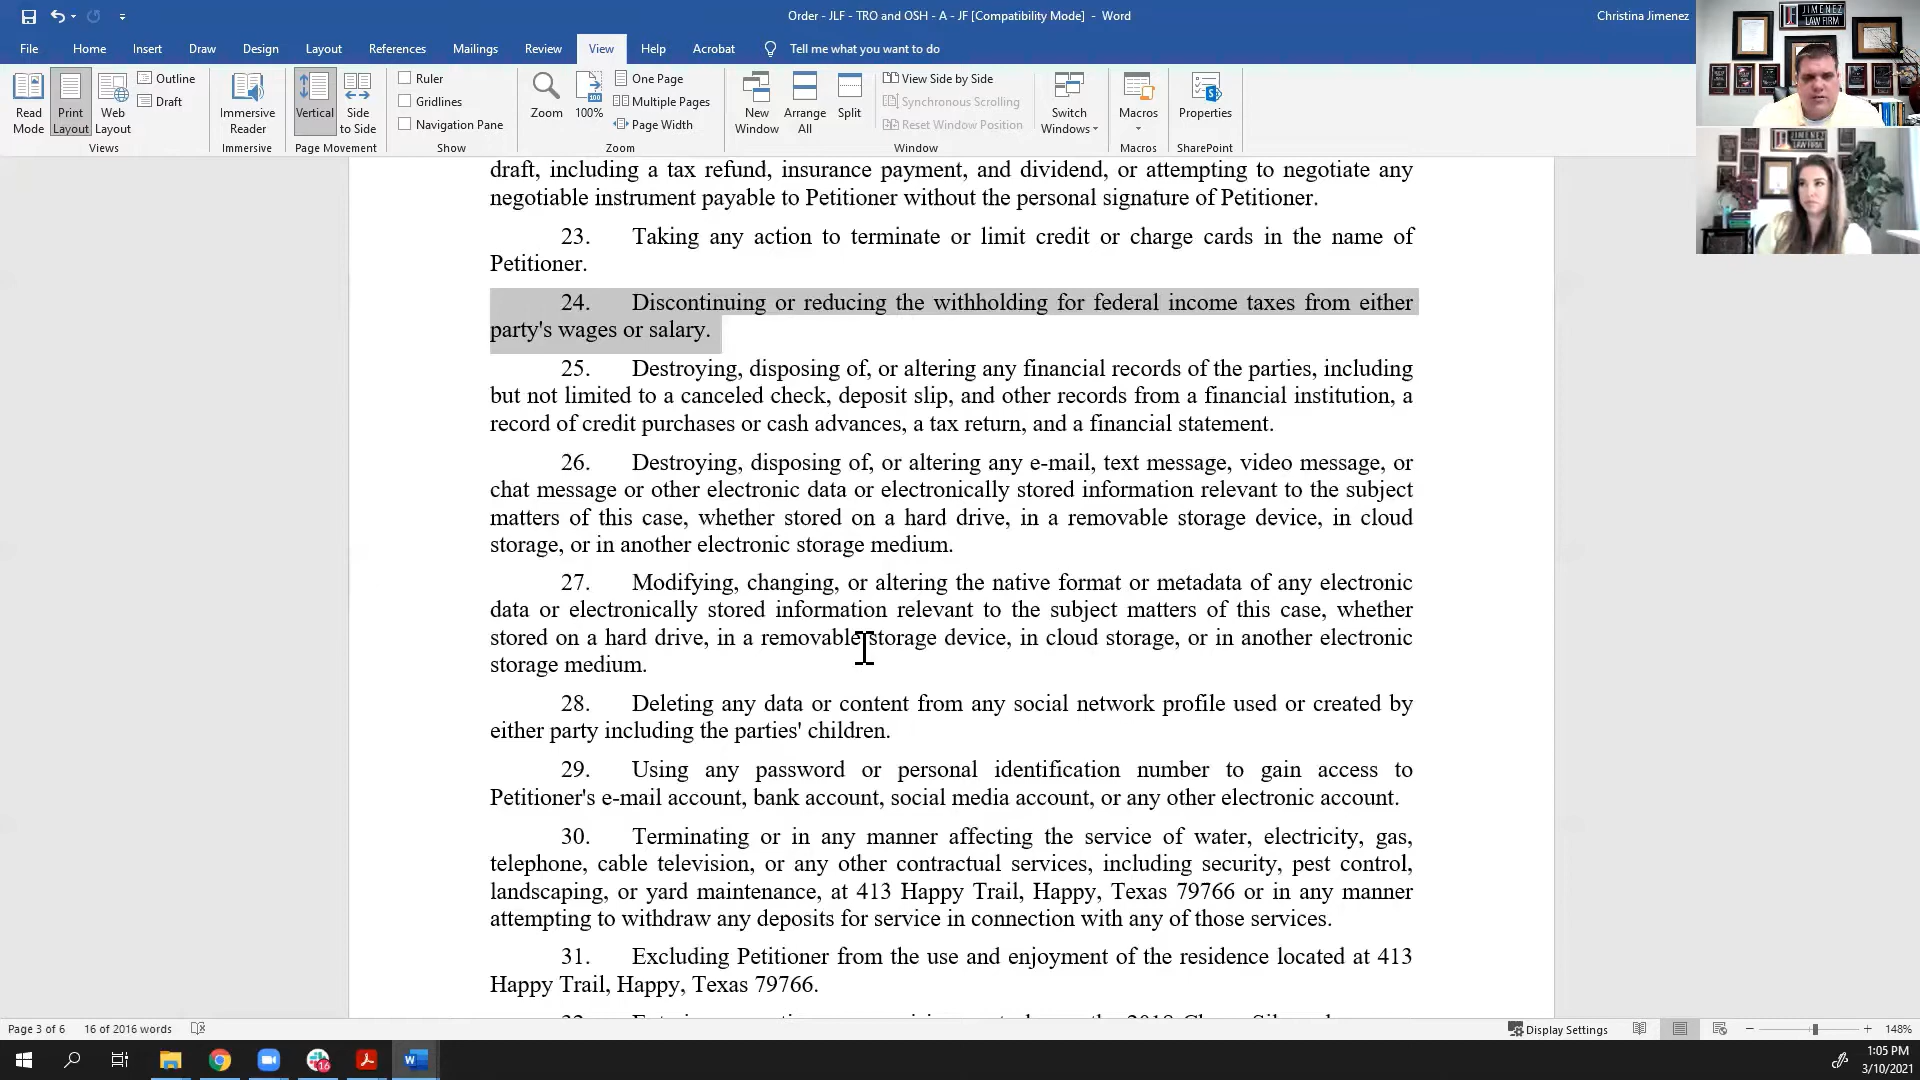 Order - JLF - TRO and OSH - A - JF [Compatibility Mode] - Word
Christina Jimenez
File Home Insert Draw Design Layout References Mailings Review View Help Acrobat Tell me what you want to do
Read Mode
Print Layout
Web Layout
Outline
Draft
Views
Immersive Reader
Immersive
Vertical
Side to Side
Page Movement
Ruler
Gridlines
Navigation Pane
Show
Zoom
100
100%
One Page
Multiple Pages
Page Width
Zoom
New Window
Arrange All
Split
View Side by Side
Synchronous Scrolling
Reset Window Position
Window
Switch Windows
Macros
Macros
Properties
SharePoint
JIMENEZ
LAW FIRM
JIMENEZ
LAW FIRM
draft, including a tax refund, insurance payment, and dividend, or attempting to negotiate any
negotiable instrument payable to Petitioner without the personal signature of Petitioner.
23. Taking any action to terminate or limit credit or charge cards in the name of
Petitioner.
24. Discontinuing or reducing the withholding for federal income taxes from either
party's wages or salary.
25. Destroying, disposing of, or altering any financial records of the parties, including
but not limited to a canceled check, deposit slip, and other records from a financial institution, a
record of credit purchases or cash advances, a tax return, and a financial statement.
26. Destroying, disposing of, or altering any e-mail, text message, video message, or
chat message or other electronic data or electronically stored information relevant to the subject
matters of this case, whether stored on a hard drive, in a removable storage device, in cloud
storage, or in another electronic storage medium.
27. Modifying, changing, or altering the native format or metadata of any electronic
data or electronically stored information relevant to the subject matters of this case, whether
stored on a hard drive, in a removable storage device, in cloud storage, or in another electronic
storage medium.
28. Deleting any data or content from any social network profile used or created by
either party including the parties' children.
29. Using any password or personal identification number to gain access to
Petitioner's e-mail account, bank account, social media account, or any other electronic account.
30. Terminating or in any manner affecting the service of water, electricity, gas,
telephone, cable television, or any other contractual services, including security, pest control,
landscaping, or yard maintenance, at 413 Happy Trail, Happy, Texas 79766 or in any manner
attempting to withdraw any deposits for service in connection with any of those services.
31. Excluding Petitioner from the use and enjoyment of the residence located at 413
Happy Trail, Happy, Texas 79766.
Page 3 of 6 16 of 2016 words
Display Settings
148%
16
1:05 PM
3/10/2021